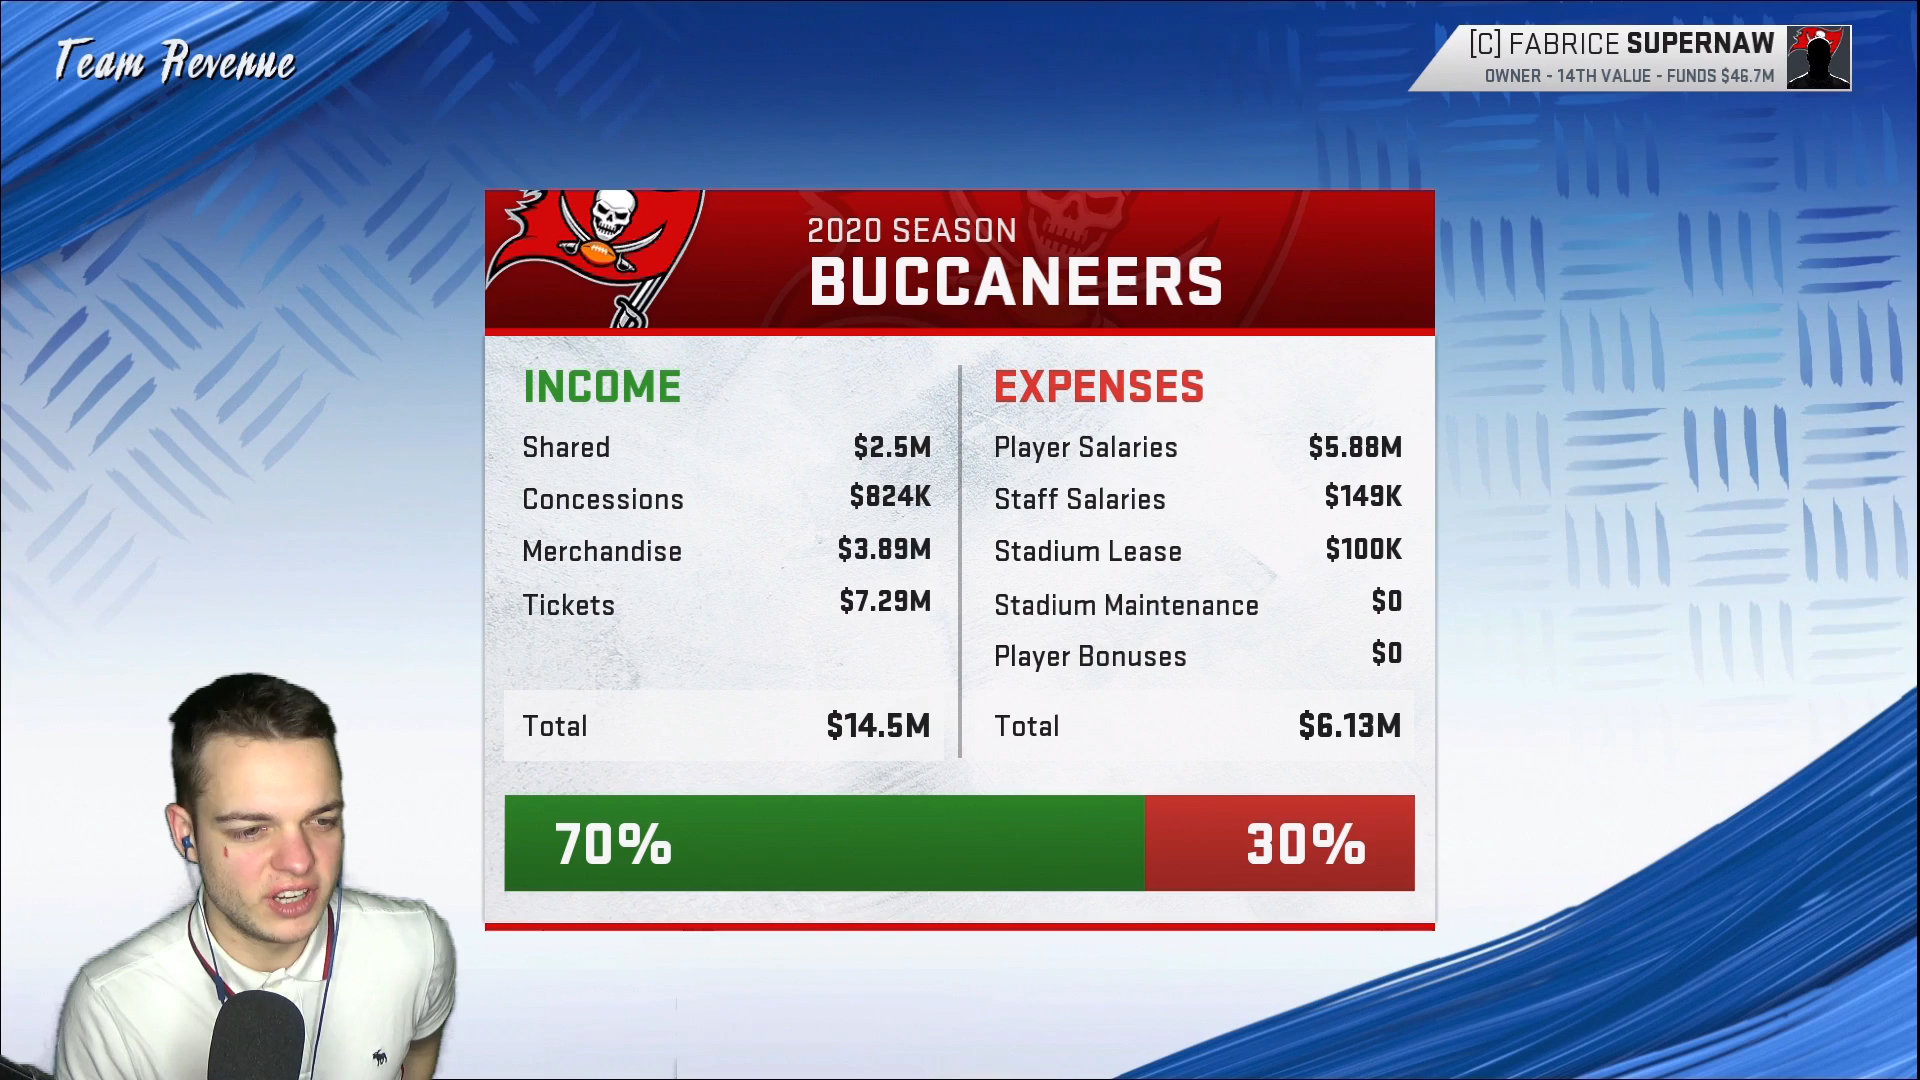 Team Revenue
[C] FABRICE SUPERNAW
OWNER - 14TH VALUE - FUNDS $46.7M
2020 SEASON
BUCCANEERS
INCOME
Shared $2.5M
Concessions $824K
Merchandise $3.89M
Tickets $7.29M
Total $14.5M
EXPENSES
Player Salaries $5.88M
Staff Salaries $149K
Stadium Lease $100K
Stadium Maintenance $0
Player Bonuses $0
Total $6.13M
70% 30%